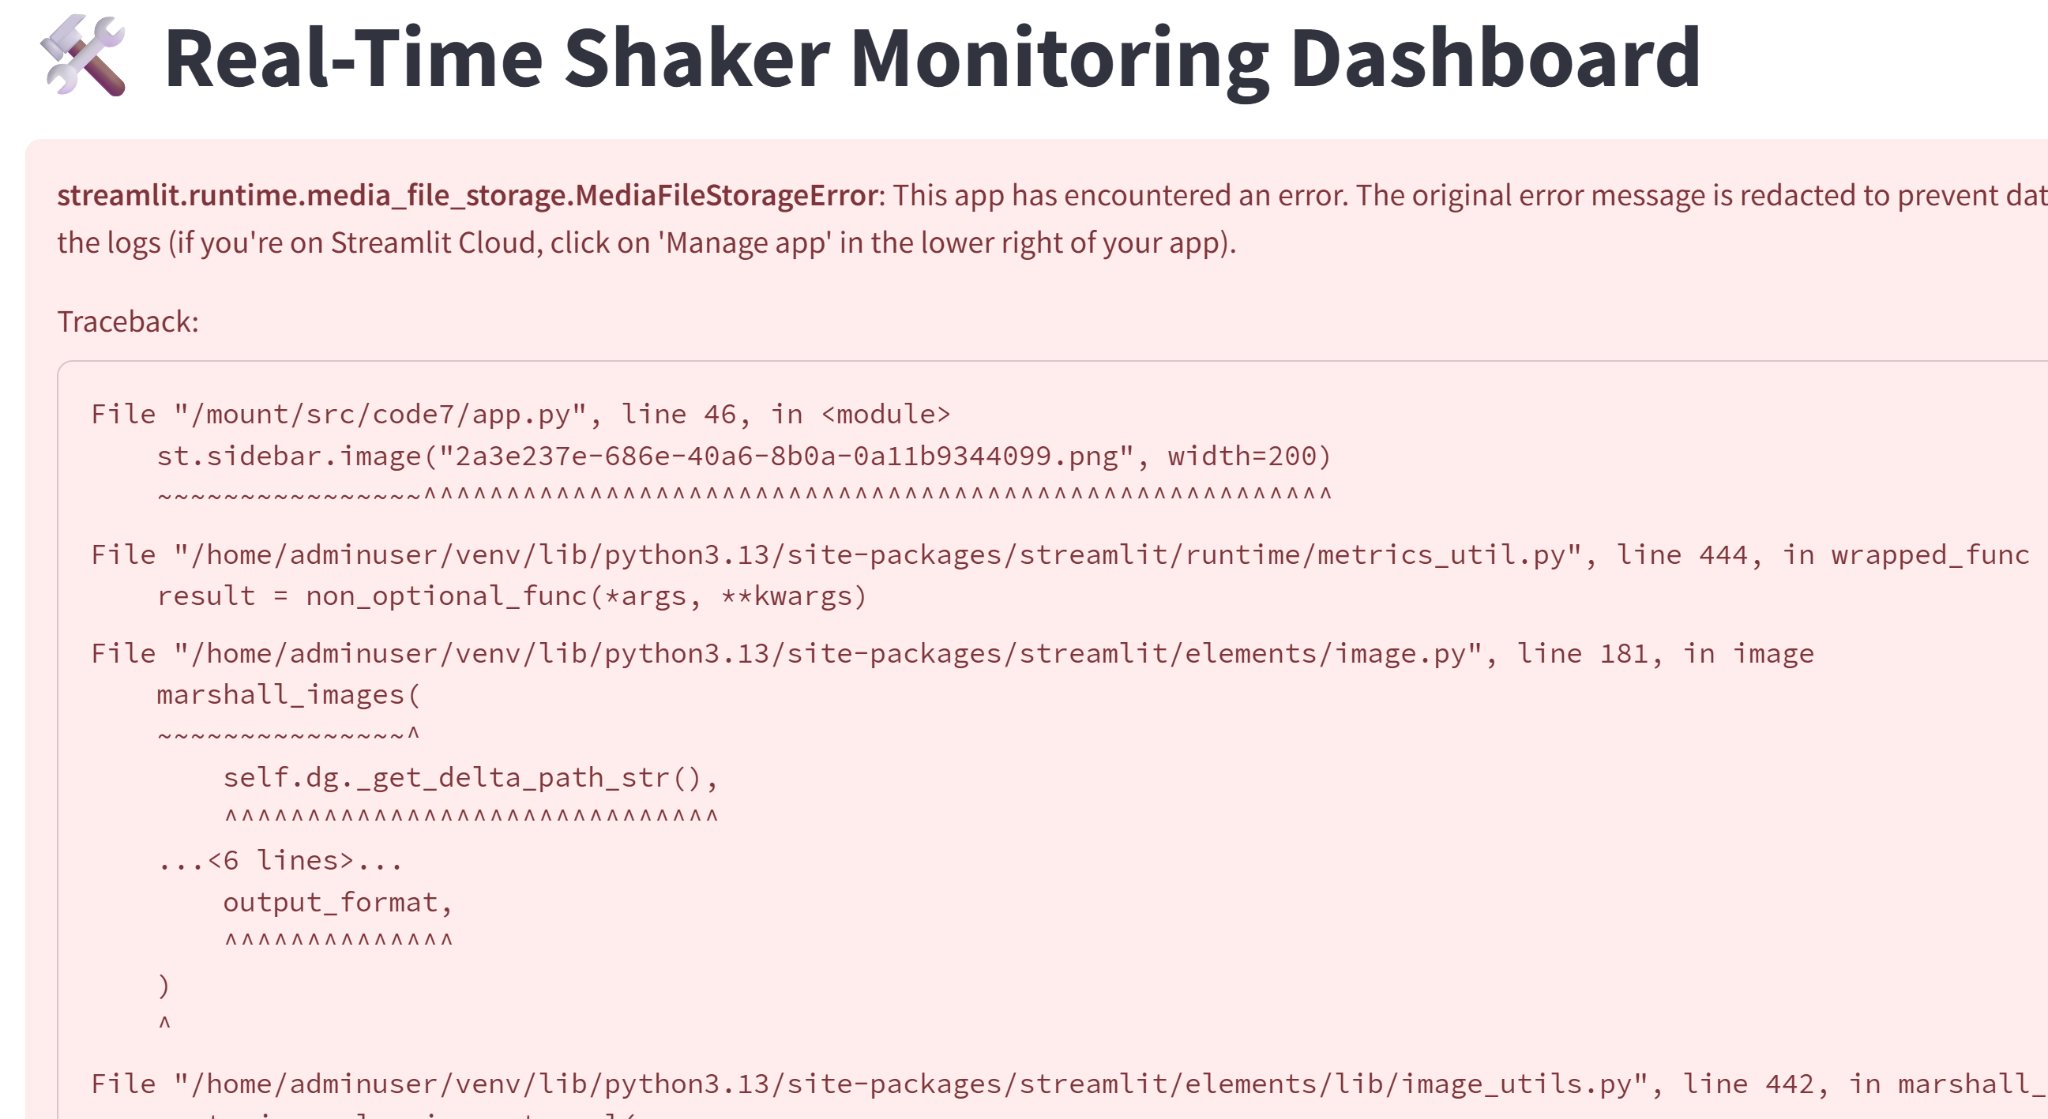 Real-Time Shaker Monitoring Dashboard
streamlit.runtime.media_file_storage.MediaFileStorageError: This app has encountered an error. The original error message is redacted to prevent dat
the logs (if you're on Streamlit Cloud, click on 'Manage app' in the lower right of your app).
Traceback:
File "/mount/src/code7/app.py", line 46, in <module>
    st.sidebar.image("2a3e237e-686e-40a6-8b0a-0a11b9344099.png", width=200)
    ~~~~~~~~~~~~~~~~^^^^^^^^^^^^^^^^^^^^^^^^^^^^^^^^^^^^^^^^^^^^^^^^^^^^^^^
File "/home/adminuser/venv/lib/python3.13/site-packages/streamlit/runtime/metrics_util.py", line 444, in wrapped_func
    result = non_optional_func(*args, **kwargs)
File "/home/adminuser/venv/lib/python3.13/site-packages/streamlit/elements/image.py", line 181, in image
    marshall_images(
    ~~~~~~~~~~~~~~~^
        self.dg._get_delta_path_str(),
        ^^^^^^^^^^^^^^^^^^^^^^^^^^^^^^
    ...<6 lines>...
        output_format,
        ^^^^^^^^^^^^^^
    )
    ^
File "/home/adminuser/venv/lib/python3.13/site-packages/streamlit/elements/lib/image_utils.py", line 442, in marshall_